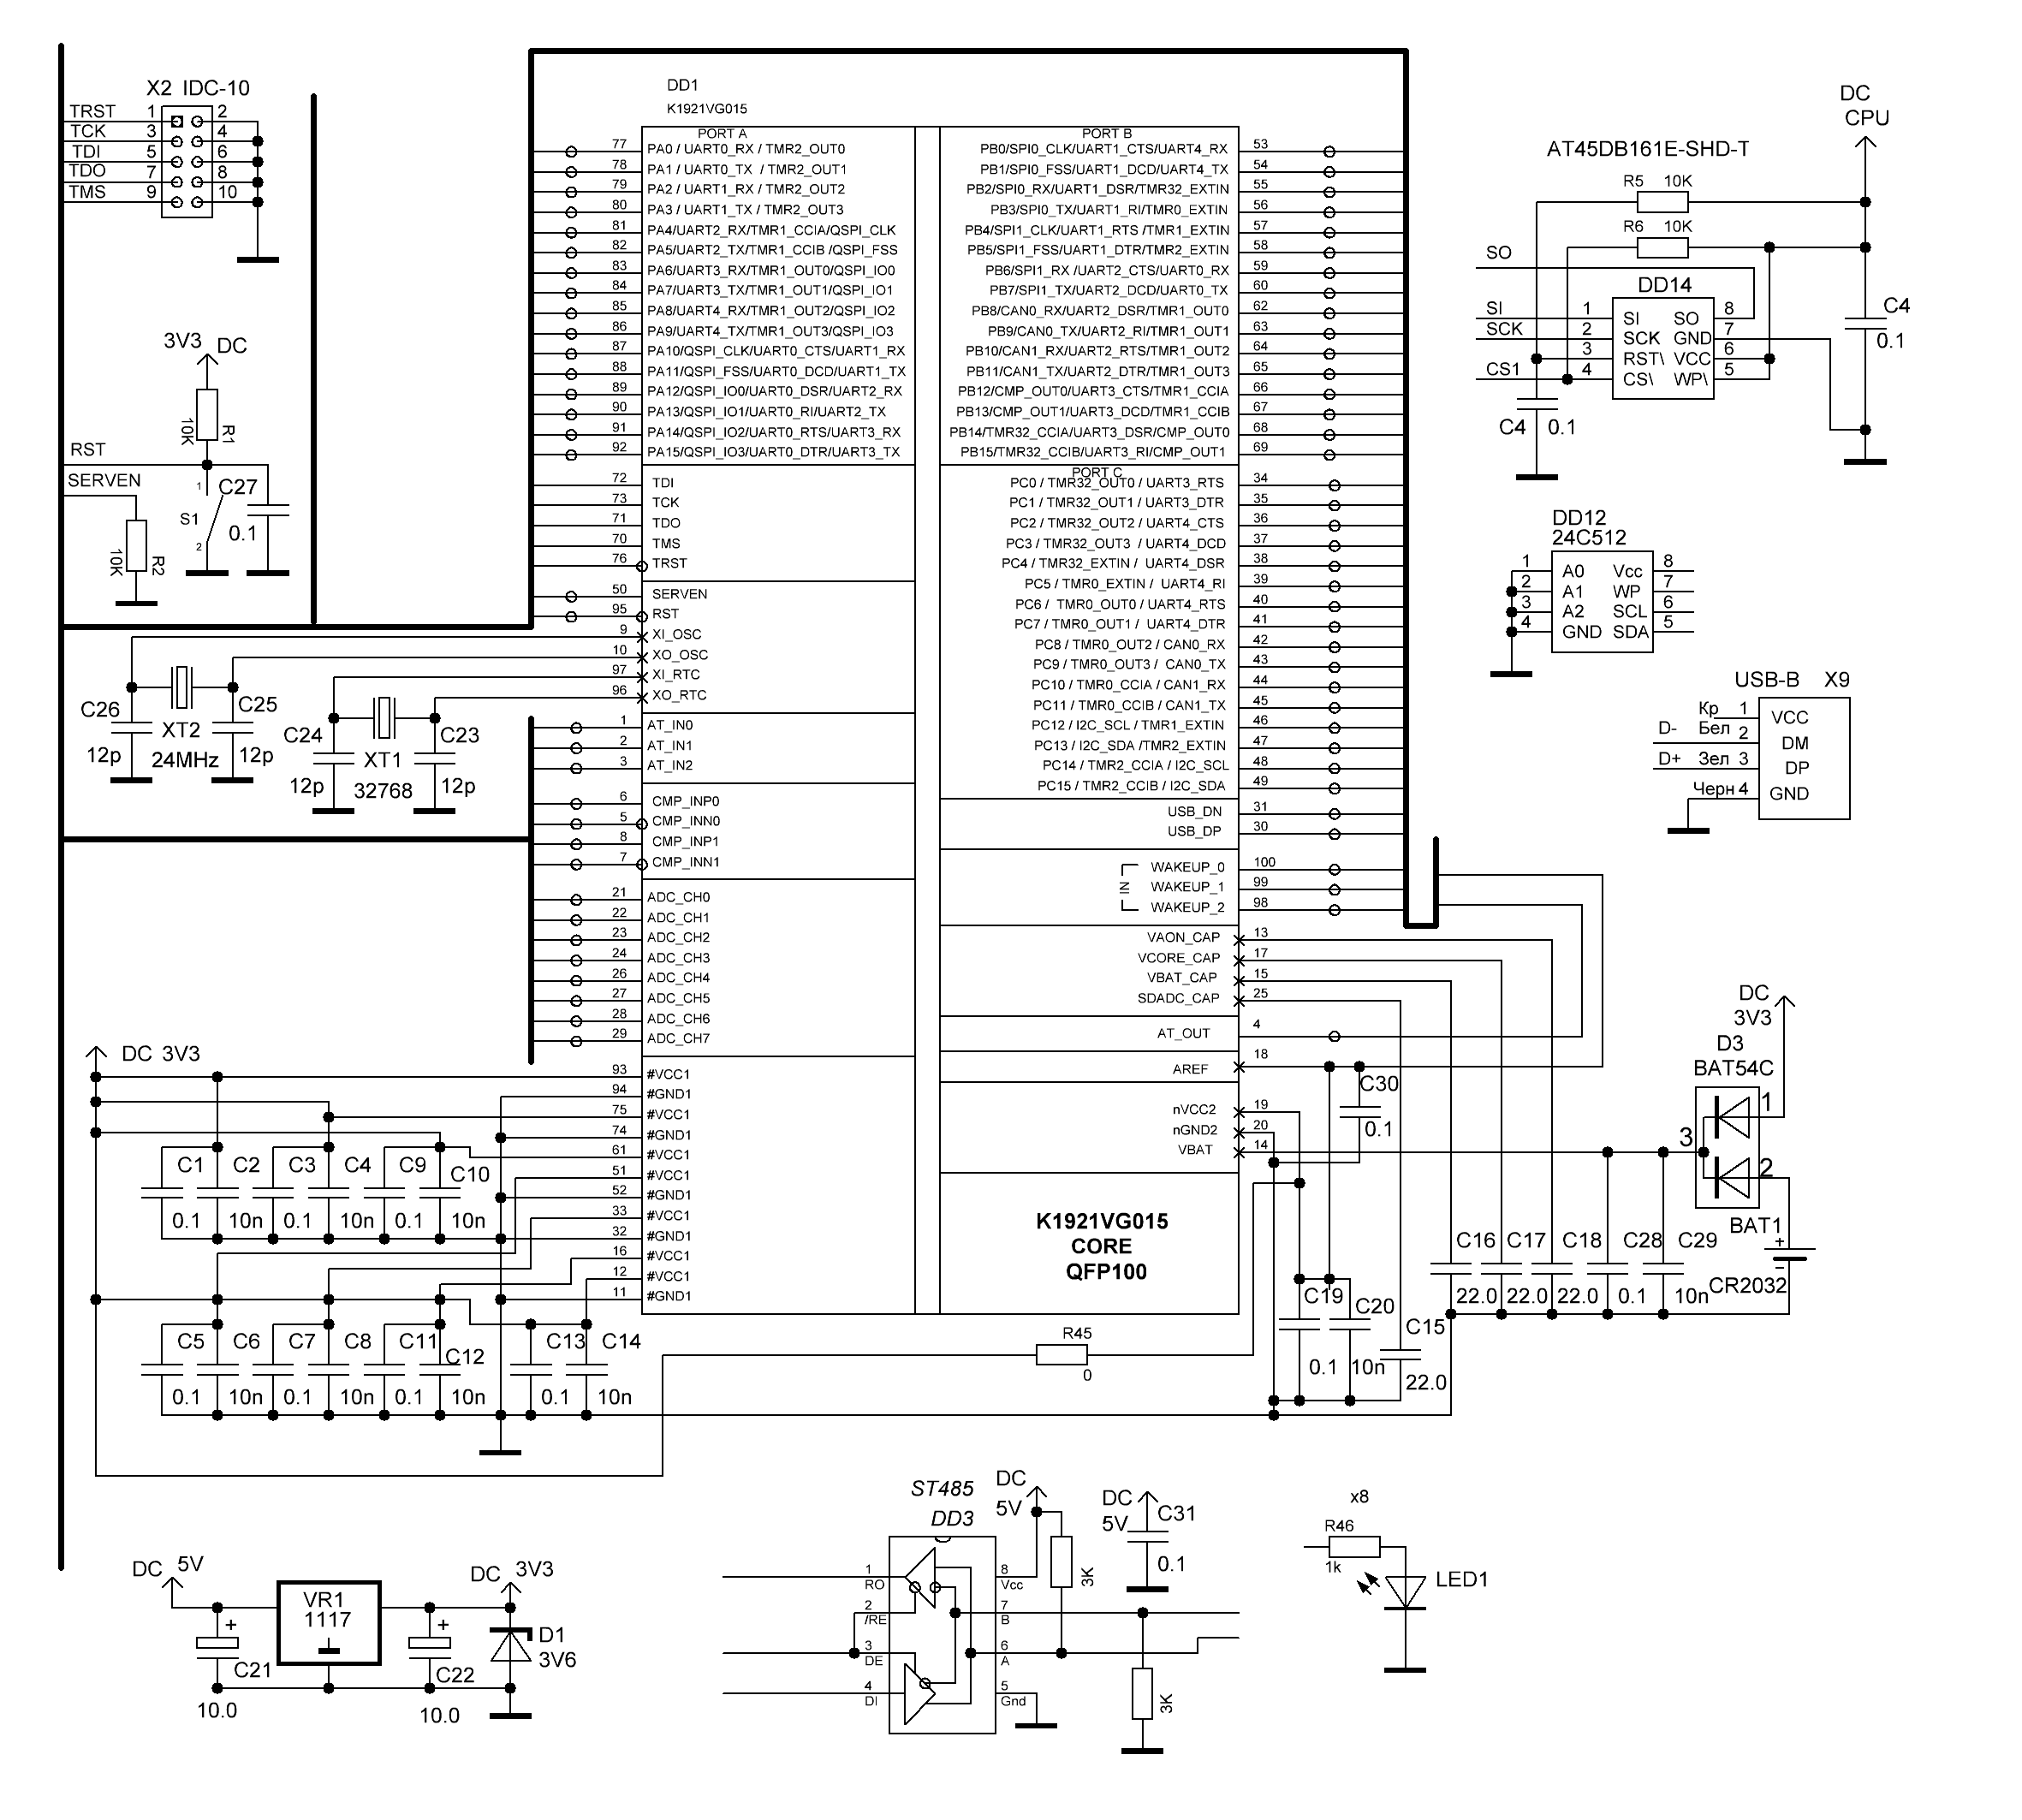 X2 IDC-10
TRST 1 2
TCK 3 4
TDI 5 6
TDO 7 8
TMS 9 10
3V3 DC
10K R1
RST
SERVEN
1
S1
2
C27
0.1
10K R2
C26
12p
XT2
24MHz
C25
12p
C24
12p
XT1
32768
C23
12p
DD1
K1921VG015
PORT A
77 PA0 / UART0_RX / TMR2_OUT0
78 PA1 / UART0_TX / TMR2_OUT1
79 PA2 / UART1_RX / TMR2_OUT2
80 PA3 / UART1_TX / TMR2_OUT3
81 PA4/UART2_RX/TMR1_CCIA/QSPI_CLK
82 PA5/UART2_TX/TMR1_CCIB /QSPI_FSS
83 PA6/UART3_RX/TMR1_OUT0/QSPI_IO0
84 PA7/UART3_TX/TMR1_OUT1/QSPI_IO1
85 PA8/UART4_RX/TMR1_OUT2/QSPI_IO2
86 PA9/UART4_TX/TMR1_OUT3/QSPI_IO3
87 PA10/QSPI_CLK/UART0_CTS/UART1_RX
88 PA11/QSPI_FSS/UART0_DCD/UART1_TX
89 PA12/QSPI_IO0/UART0_DSR/UART2_RX
90 PA13/QSPI_IO1/UART0_RI/UART2_TX
91 PA14/QSPI_IO2/UART0_RTS/UART3_RX
92 PA15/QSPI_IO3/UART0_DTR/UART3_TX
72 TDI
73 TCK
71 TDO
70 TMS
76 TRST
50 SERVEN
95 RST
9 XI_OSC
10 XO_OSC
97 XI_RTC
96 XO_RTC
1 AT_IN0
2 AT_IN1
3 AT_IN2
6 CMP_INP0
5 CMP_INN0
8 CMP_INP1
7 CMP_INN1
21 ADC_CH0
22 ADC_CH1
23 ADC_CH2
24 ADC_CH3
26 ADC_CH4
27 ADC_CH5
28 ADC_CH6
29 ADC_CH7
93 #VCC1
94 #GND1
75 #VCC1
74 #GND1
61 #VCC1
51 #VCC1
52 #GND1
33 #VCC1
32 #GND1
16 #VCC1
12 #VCC1
11 #GND1
PORT B
PB0/SPI0_CLK/UART1_CTS/UART4_RX 53
PB1/SPI0_FSS/UART1_DCD/UART4_TX 54
PB2/SPI0_RX/UART1_DSR/TMR32_EXTIN 55
PB3/SPI0_TX/UART1_RI/TMR0_EXTIN 56
PB4/SPI1_CLK/UART1_RTS /TMR1_EXTIN 57
PB5/SPI1_FSS/UART1_DTR/TMR2_EXTIN 58
PB6/SPI1_RX /UART2_CTS/UART0_RX 59
PB7/SPI1_TX/UART2_DCD/UART0_TX 60
PB8/CAN0_RX/UART2_DSR/TMR1_OUT0 62
PB9/CAN0_TX/UART2_RI/TMR1_OUT1 63
PB10/CAN1_RX/UART2_RTS/TMR1_OUT2 64
PB11/CAN1_TX/UART2_DTR/TMR1_OUT3 65
PB12/CMP_OUT0/UART3_CTS/TMR1_CCIA 66
PB13/CMP_OUT1/UART3_DCD/TMR1_CCIB 67
PB14/TMR32_CCIA/UART3_DSR/CMP_OUT0 68
PB15/TMR32_CCIB/UART3_RI/CMP_OUT1 69
PORT C
PC0 / TMR32_OUT0 / UART3_RTS 34
PC1 / TMR32_OUT1 / UART3_DTR 35
PC2 / TMR32_OUT2 / UART4_CTS 36
PC3 / TMR32_OUT3 / UART4_DCD 37
PC4 / TMR32_EXTIN / UART4_DSR 38
PC5 / TMR0_EXTIN / UART4_RI 39
PC6 / TMR0_OUT0 / UART4_RTS 40
PC7 / TMR0_OUT1 / UART4_DTR 41
PC8 / TMR0_OUT2 / CAN0_RX 42
PC9 / TMR0_OUT3 / CAN0_TX 43
PC10 / TMR0_CCIA / CAN1_RX 44
PC11 / TMR0_CCIB / CAN1_TX 45
PC12 / I2C_SCL / TMR1_EXTIN 46
PC13 / I2C_SDA /TMR2_EXTIN 47
PC14 / TMR2_CCIA / I2C_SCL 48
PC15 / TMR2_CCIB / I2C_SDA 49
USB_DN 31
USB_DP 30
IN
WAKEUP_0 100
WAKEUP_1 99
WAKEUP_2 98
VAON_CAP 13
VCORE_CAP 17
VBAT_CAP 15
SDADC_CAP 25
AT_OUT 4
AREF 18
nVCC2 19
nGND2 20
VBAT 14
K1921VG015
CORE
QFP100
DC
CPU
AT45DB161E-SHD-T
R5 10K
R6 10K
SO
DD14
SI 1 SI SO 8
SCK 2 SCK GND 7
3 RST\ VCC 6
CS1 4 CS\ WP\ 5
C4 0.1
C4
0.1
DD12
24C512
1 A0 Vcc 8
2 A1 WP 7
3 A2 SCL 6
4 GND SDA 5
USB-B X9
Кр 1 VCC
D- Бел 2 DM
D+ Зел 3 DP
Черн 4 GND
DC
3V3
D3
BAT54C
1
3
2
BAT1
+
−
CR2032
C30
0.1
C16 C17 C18 C28 C29
22.0 22.0 22.0 0.1 10n
C19 C20 C15
0.1 10n 22.0
R45
0
DC 3V3
C1 C2 C3 C4 C9 C10
0.1 10n 0.1 10n 0.1 10n
C5 C6 C7 C8 C11 C12 C13 C14
0.1 10n 0.1 10n 0.1 10n 0.1 10n
DC 5V
VR1
1117
DC 3V3
+
C21
10.0
+
C22
10.0
D1
3V6
ST485
DD3
1 RO
2 /RE
3 DE
4 DI
8 Vcc
7 B
6 A
5 Gnd
DC
5V
3K
3K
DC
5V
C31
0.1
x8
R46
1k
LED1